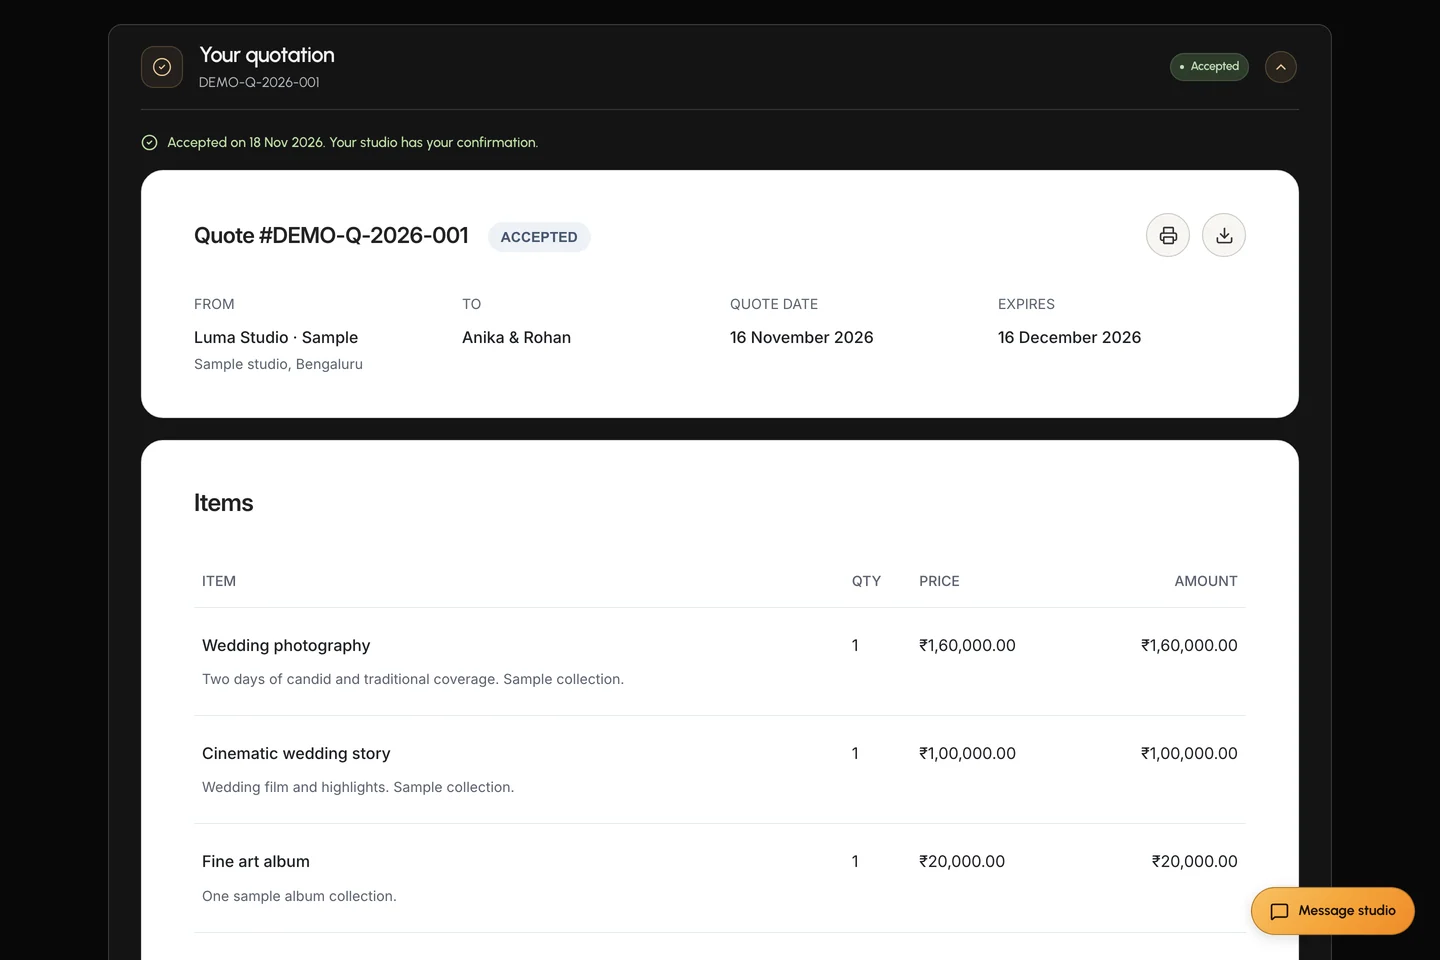 Your quotation
DEMO-Q-2026-001
Accepted
Accepted on 18 Nov 2026. Your studio has your confirmation.
Quote #DEMO-Q-2026-001 ACCEPTED
FROM TO QUOTE DATE EXPIRES
Luma Studio · Sample Anika & Rohan 16 November 2026 16 December 2026
Sample studio, Bengaluru
Items
ITEM QTY PRICE AMOUNT
Wedding photography 1 ₹1,60,000.00 ₹1,60,000.00
Two days of candid and traditional coverage. Sample collection.
Cinematic wedding story 1 ₹1,00,000.00 ₹1,00,000.00
Wedding film and highlights. Sample collection.
Fine art album 1 ₹20,000.00 ₹20,000.00
One sample album collection.
Message studio